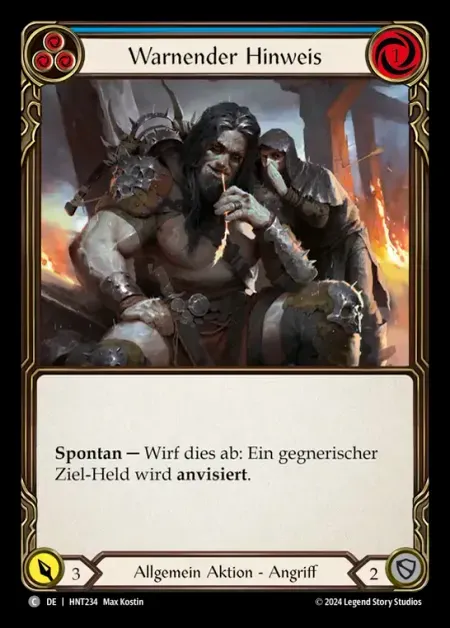 Warnender Hinweis
1
Spontan — Wirf dies ab: Ein gegnerischer
Ziel-Held wird anvisiert.
3
Allgemein Aktion - Angriff
2
C DE | HNT234 Max Kostin
© 2024 Legend Story Studios